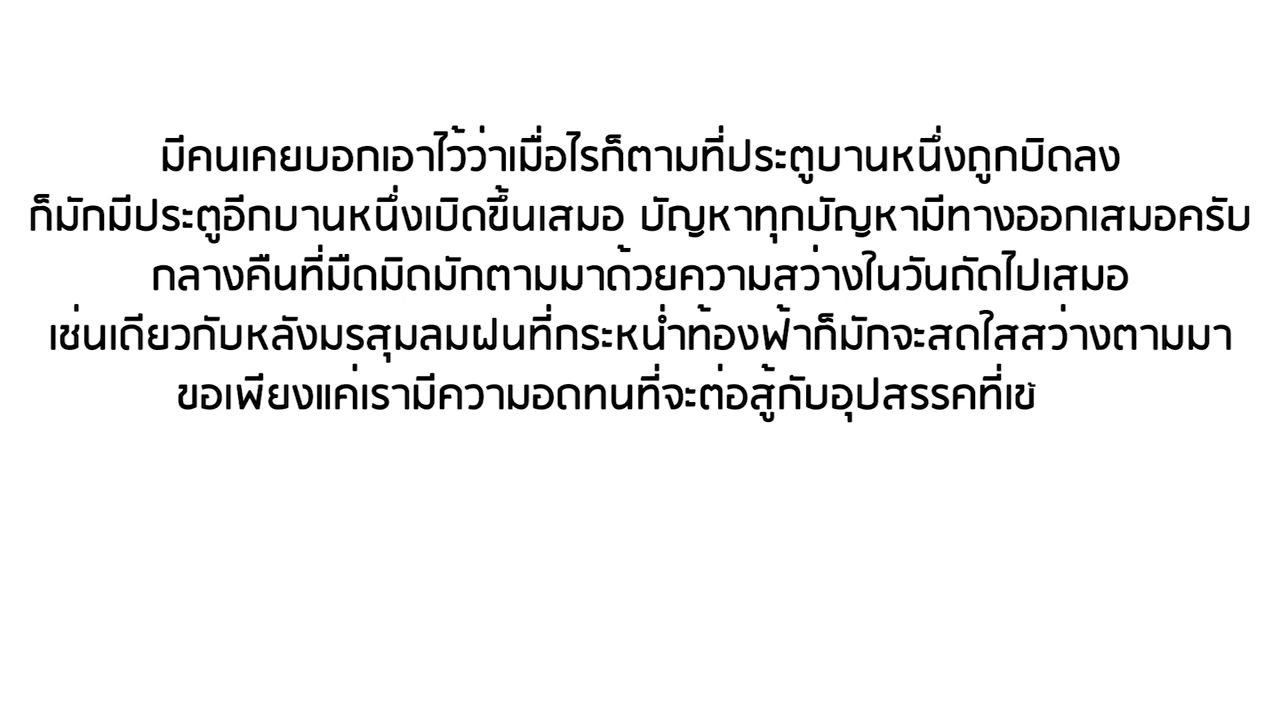 มีคนเคยบอกเอาไว้ว่าเมื่อไรก็ตามที่ประตูบานหนึ่งถูกปิดลง
ก็มักมีประตูอีกบานหนึ่งเปิดขึ้นเสมอ ปัญหาทุกปัญหามีทางออกเสมอครับ
กลางคืนที่มืดมิดมักตามมาด้วยความสว่างในวันถัดไปเสมอ
เช่นเดียวกับหลังมรสุมลมฝนที่กระหน่ำท้องฟ้าก็มักจะสดใสสว่างตามมา
ขอเพียงแค่เรามีความอดทนที่จะต่อสู้กับอุปสรรคที่เข้